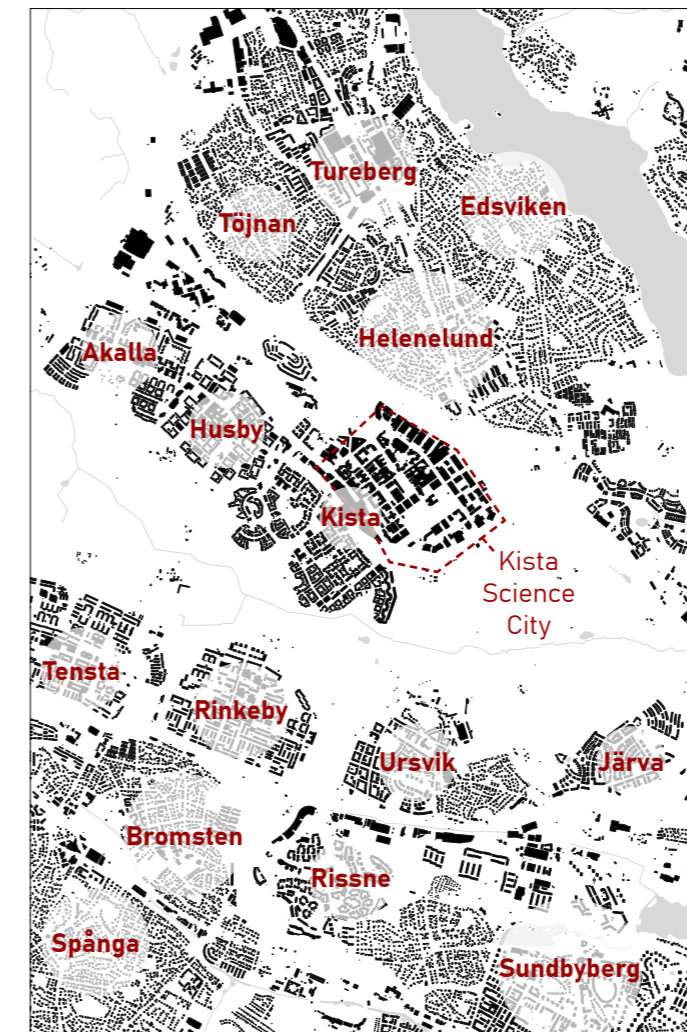 Tureberg
Edsviken
Töjnan
Helenelund
Akalla
Husby
Kista
Kista
Science
City
Tensta
Rinkeby
Ursvik
Järva
Bromsten
Rissne
Spånga
Sundbyberg